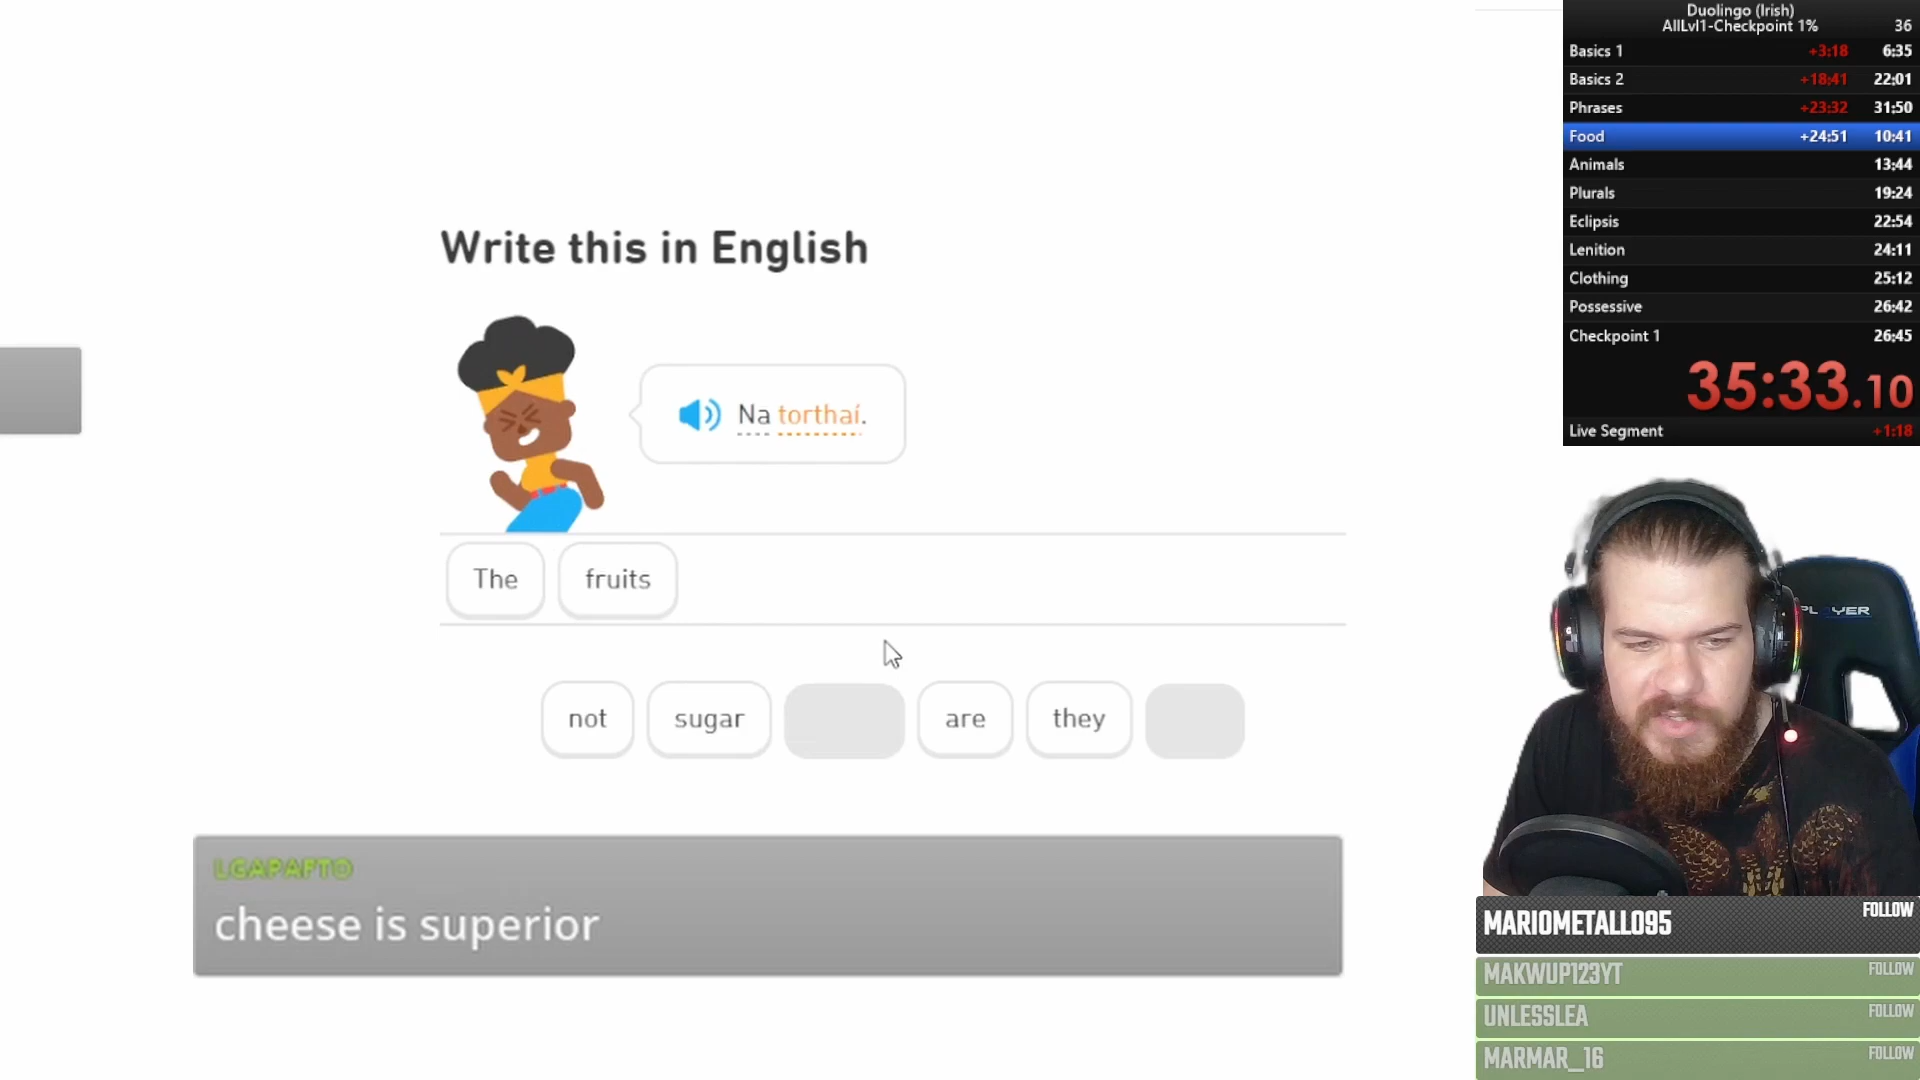 Duolingo (Irish)
AllLvl1-Checkpoint 1% 36
Basics 1 +3:18 6:35
Basics 2 +18:41 22:01
Phrases +23:32 31:50
Food +24:51 10:41
Animals 13:44
Plurals 19:24
Eclipsis 22:54
Lenition 24:11
Clothing 25:12
Possessive 26:42
Checkpoint 1 26:45
35:33.10
Live Segment +1:18
Write this in English
Na torthaí.
The fruits
not sugar are they
LGAPAFTO
cheese is superior
PLAYER
MARIOMETALLO95 FOLLOW
MAKWUP123YT FOLLOW
UNLESSLEA FOLLOW
MARMAR_16 FOLLOW